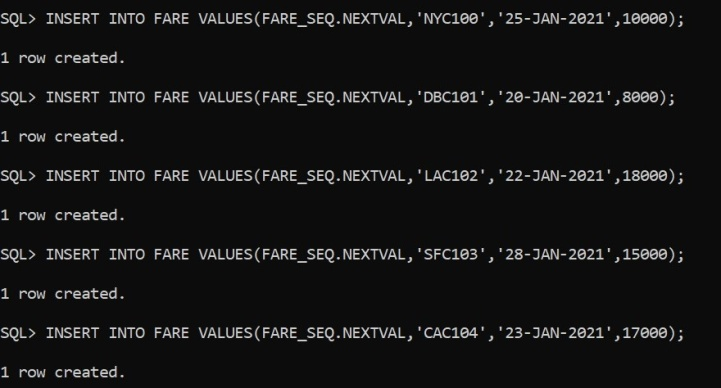 SQL> INSERT INTO FARE VALUES(FARE_SEQ.NEXTVAL,'NYC100','25-JAN-2021',10000);
1 row created.
SQL> INSERT INTO FARE VALUES(FARE_SEQ.NEXTVAL,'DBC101','20-JAN-2021',8000);
1 row created.
SQL> INSERT INTO FARE VALUES(FARE_SEQ.NEXTVAL,'LAC102','22-JAN-2021',18000);
1 row created.
SQL> INSERT INTO FARE VALUES(FARE_SEQ.NEXTVAL,'SFC103','28-JAN-2021',15000);
1 row created.
SQL> INSERT INTO FARE VALUES(FARE_SEQ.NEXTVAL,'CAC104','23-JAN-2021',17000);
1 row created.